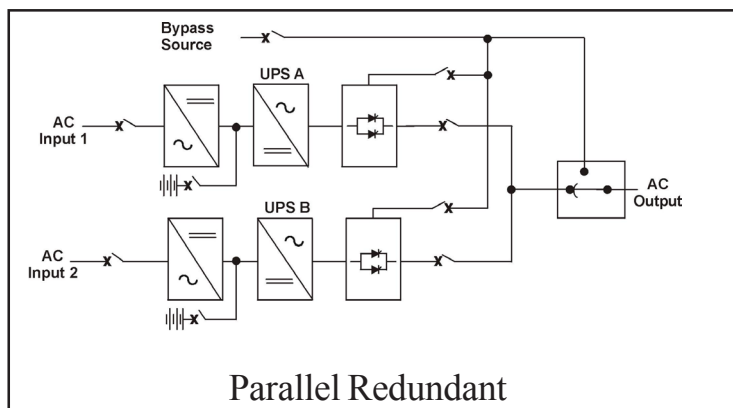 Bypass
Source
UPS A
AC
Input 1
AC
Output
UPS B
AC
Input 2
Parallel Redundant